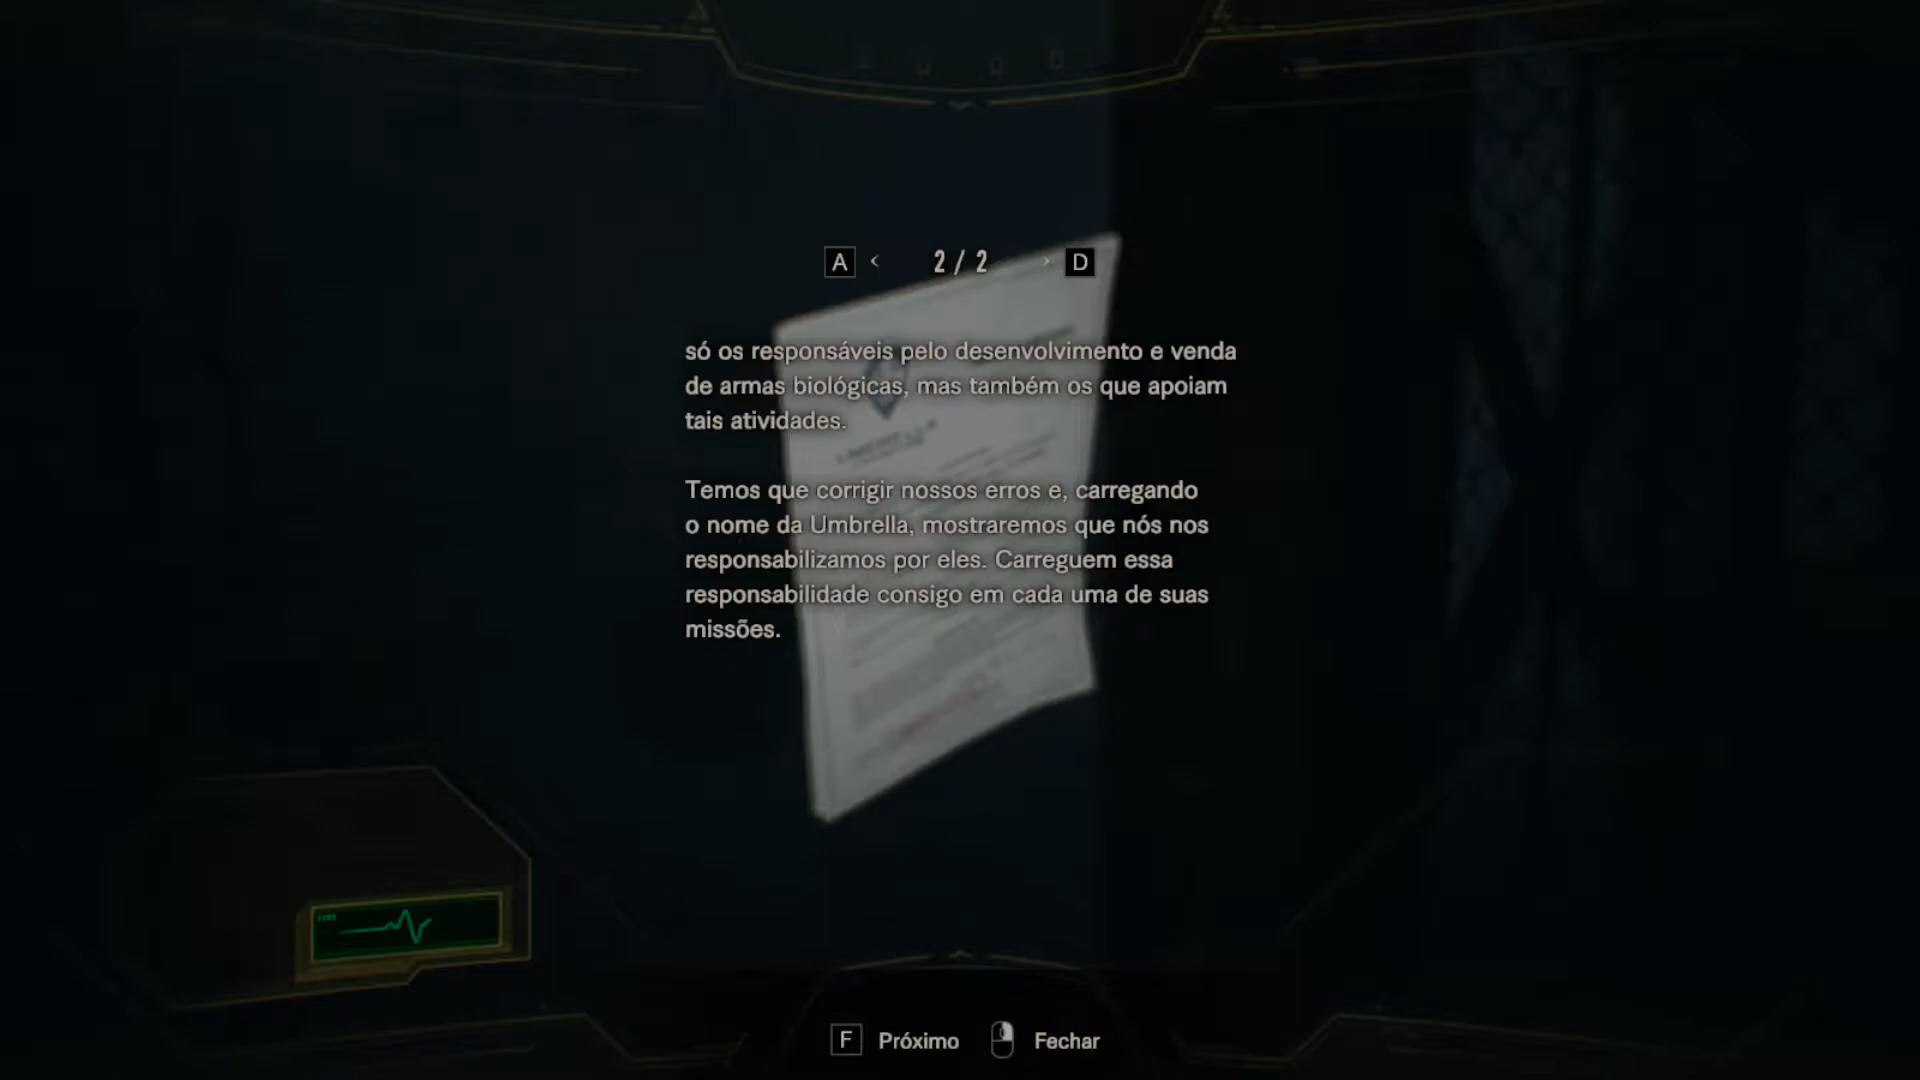 A < 2 / 2 > D
só os responsáveis pelo desenvolvimento e venda
de armas biológicas, mas também os que apoiam
tais atividades.
Temos que corrigir nossos erros e, carregando
o nome da Umbrella, mostraremos que nós nos
responsabilizamos por eles. Carreguem essa
responsabilidade consigo em cada uma de suas
missões.
F Próximo Fechar